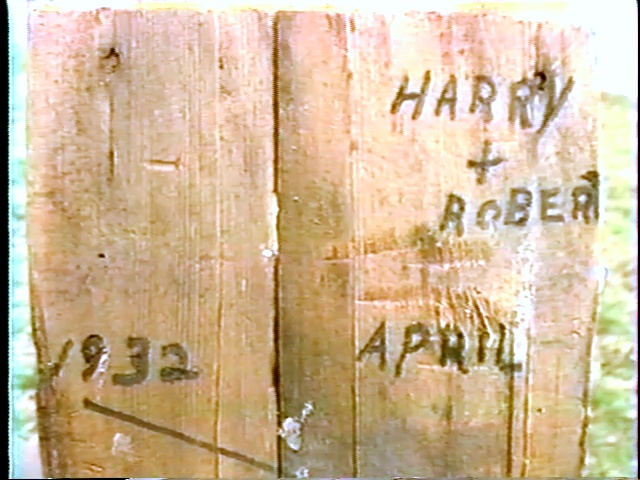 HARRY
+
ROBERT
1932
APRIL